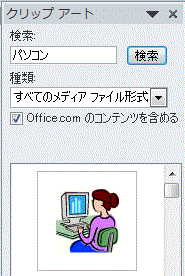 クリップ アート
検索:
パソコン 検索
種類:
すべてのメディア ファイル形式
Office.com のコンテンツを含める